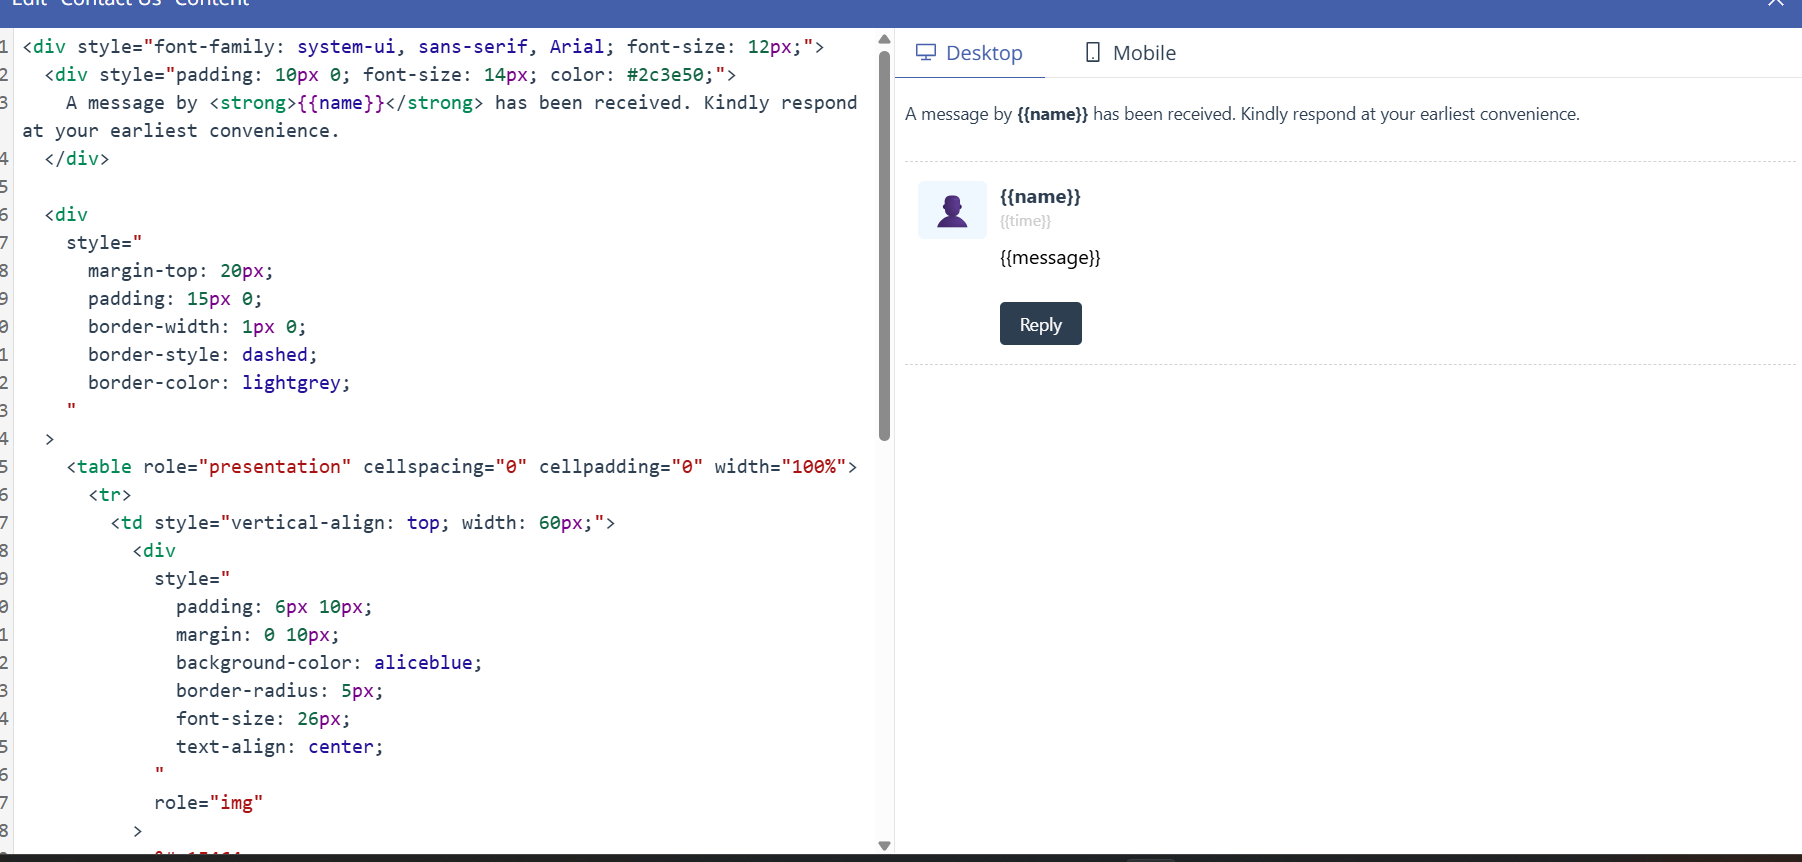 Edit "Contact Us" Content
Desktop
Mobile
1 <div style="font-family: system-ui, sans-serif, Arial; font-size: 12px;">
2 <div style="padding: 10px 0; font-size: 14px; color: #2c3e50;">
3 A message by <strong>{{name}}</strong> has been received. Kindly respond
at your earliest convenience.
4 </div>
5
6 <div
7 style="
8 margin-top: 20px;
9 padding: 15px 0;
0 border-width: 1px 0;
1 border-style: dashed;
2 border-color: lightgrey;
3 "
4 >
5 <table role="presentation" cellspacing="0" cellpadding="0" width="100%">
6 <tr>
7 <td style="vertical-align: top; width: 60px;">
8 <div
9 style="
0 padding: 6px 10px;
1 margin: 0 10px;
2 background-color: aliceblue;
3 border-radius: 5px;
4 font-size: 26px;
5 text-align: center;
6 "
7 role="img"
8 >
A message by {{name}} has been received. Kindly respond at your earliest convenience.
{{name}}
{{time}}
{{message}}
Reply